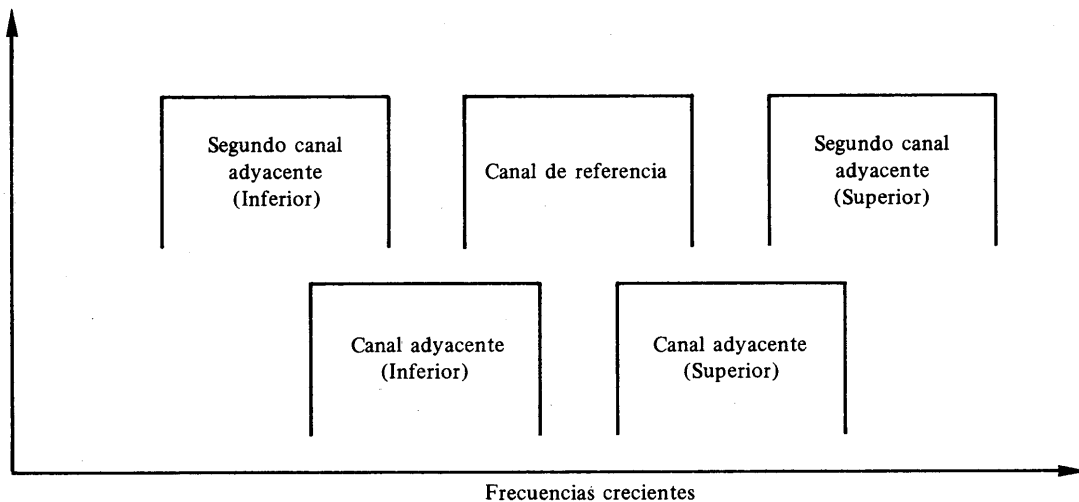 Segundo canal
adyacente
(Inferior)
Canal de referencia
Segundo canal
adyacente
(Superior)
Canal adyacente
(Inferior)
Canal adyacente
(Superior)
Frecuencias crecientes